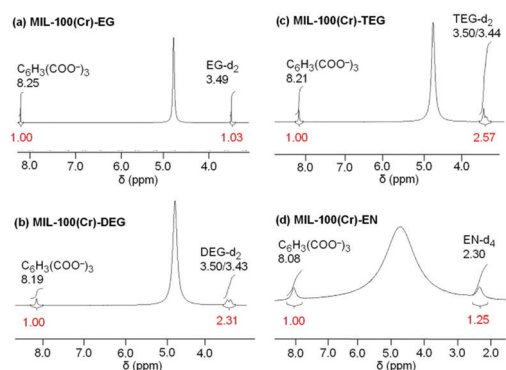 (a) MIL-100(Cr)-EG
C₆H₃(COO⁻)₃
8.25
EG-d₂
3.49
1.00
1.03
8.0 7.0 6.0 5.0 4.0
δ (ppm)
(b) MIL-100(Cr)-DEG
C₆H₃(COO⁻)₃
8.19
DEG-d₂
3.50/3.43
1.00
2.31
8.0 7.0 6.0 5.0 4.0
δ (ppm)
(c) MIL-100(Cr)-TEG
C₆H₃(COO⁻)₃
8.21
TEG-d₂
3.50/3.44
1.00
2.57
8.0 7.0 6.0 5.0 4.0
δ (ppm)
(d) MIL-100(Cr)-EN
C₆H₃(COO⁻)₃
8.08
EN-d₄
2.30
1.00
1.25
8.0 7.0 6.0 5.0 4.0 3.0 2.0
δ (ppm)